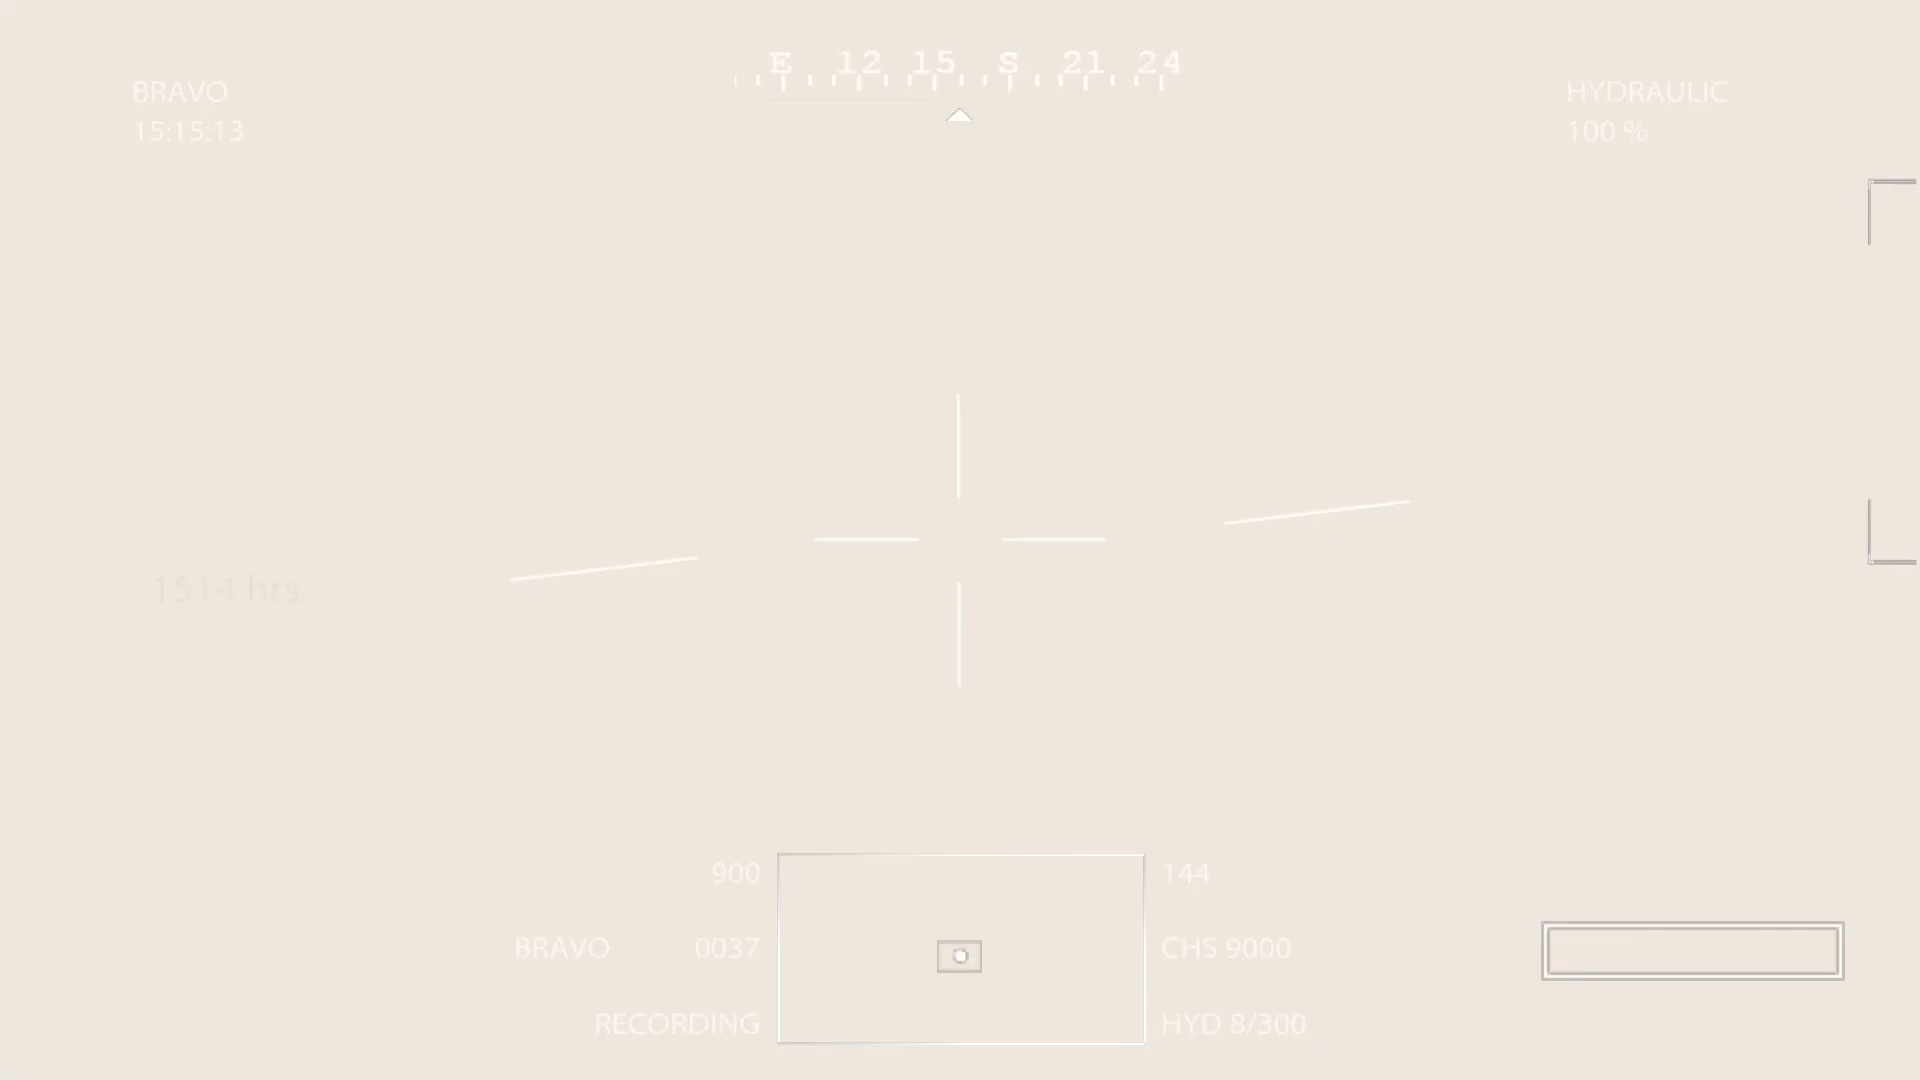 E 12 15 S 21 24
BRAVO
15:15:13
HYDRAULIC
100 %
1514 hrs.
900
144
BRAVO 0037
CHS 9000
RECORDING
HYD 8/300